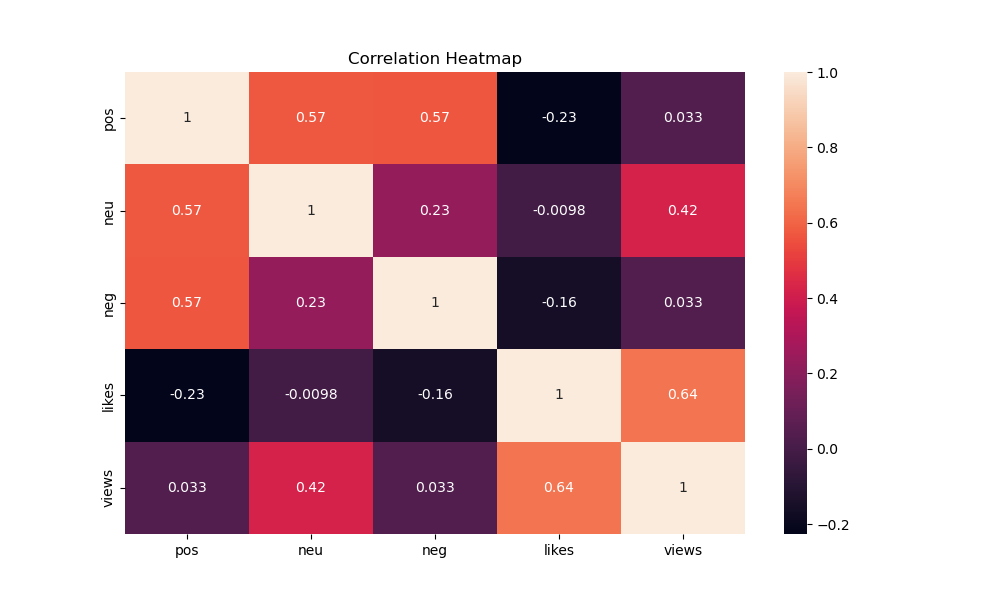 Correlation Heatmap
pos 1 0.57 0.57 -0.23 0.033
neu 0.57 1 0.23 -0.0098 0.42
neg 0.57 0.23 1 -0.16 0.033
likes -0.23 -0.0098 -0.16 1 0.64
views 0.033 0.42 0.033 0.64 1
pos neu neg likes views
1.0
0.8
0.6
0.4
0.2
0.0
−0.2